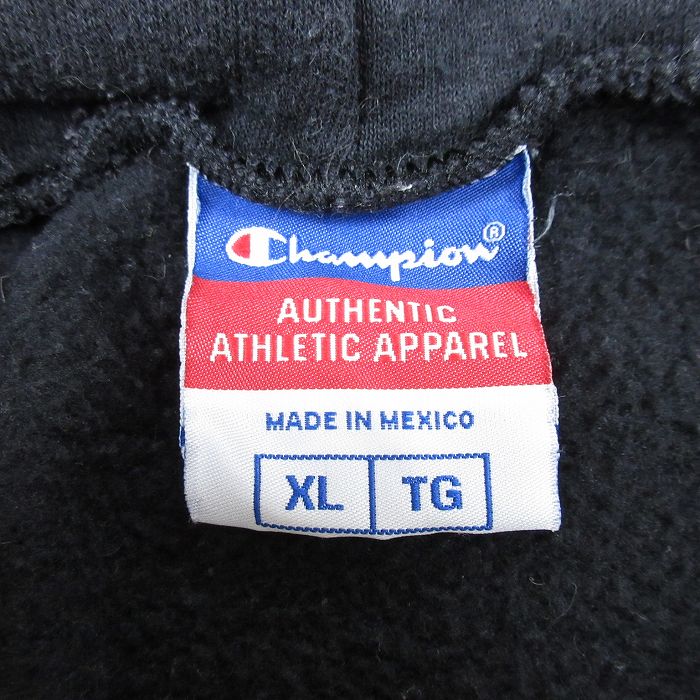 Champion®
AUTHENTIC
ATHLETIC APPAREL
MADE IN MEXICO
XL TG